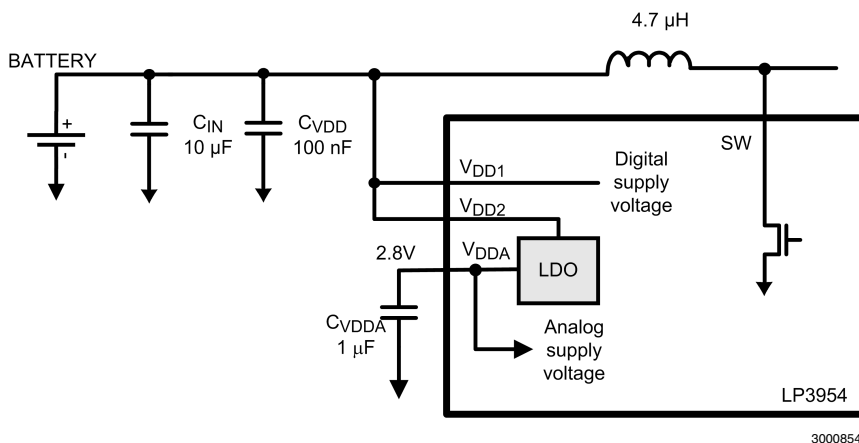 4.7 µH
BATTERY
+
-
CIN
10 µF
CVDD
100 nF
SW
VDD1
Digital
supply
voltage
VDD2
2.8V
VDDA
LDO
CVDDA
1 µF
Analog
supply
voltage
LP3954
3000854